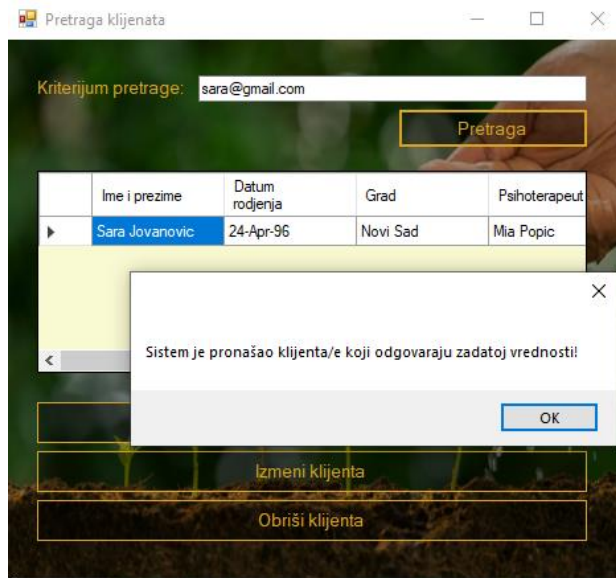 Pretraga klijenata
Kriterijum pretrage: sara@gmail.com
Pretraga
Ime i prezime Datum rodjenja Grad Psihoterapeut
Sara Jovanovic 24-Apr-96 Novi Sad Mia Popic
Sistem je pronašao klijenta/e koji odgovaraju zadatoj vrednosti!
OK
Izmeni klijenta
Obriši klijenta